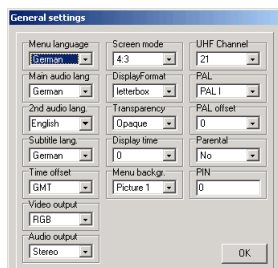 General settings
Menu language
German
Main audio lang
German
2nd audio lang.
English
Subtitle lang.
German
Time offset
GMT
Video output
RGB
Audio output
Stereo
Screen mode
4:3
DisplayFormat
letterbox
Transparency
Opaque
Display time
0
Menu backgr.
Picture 1
UHF Channel
21
PAL
PAL I
PAL offset
0
Parental
No
PIN
0
OK